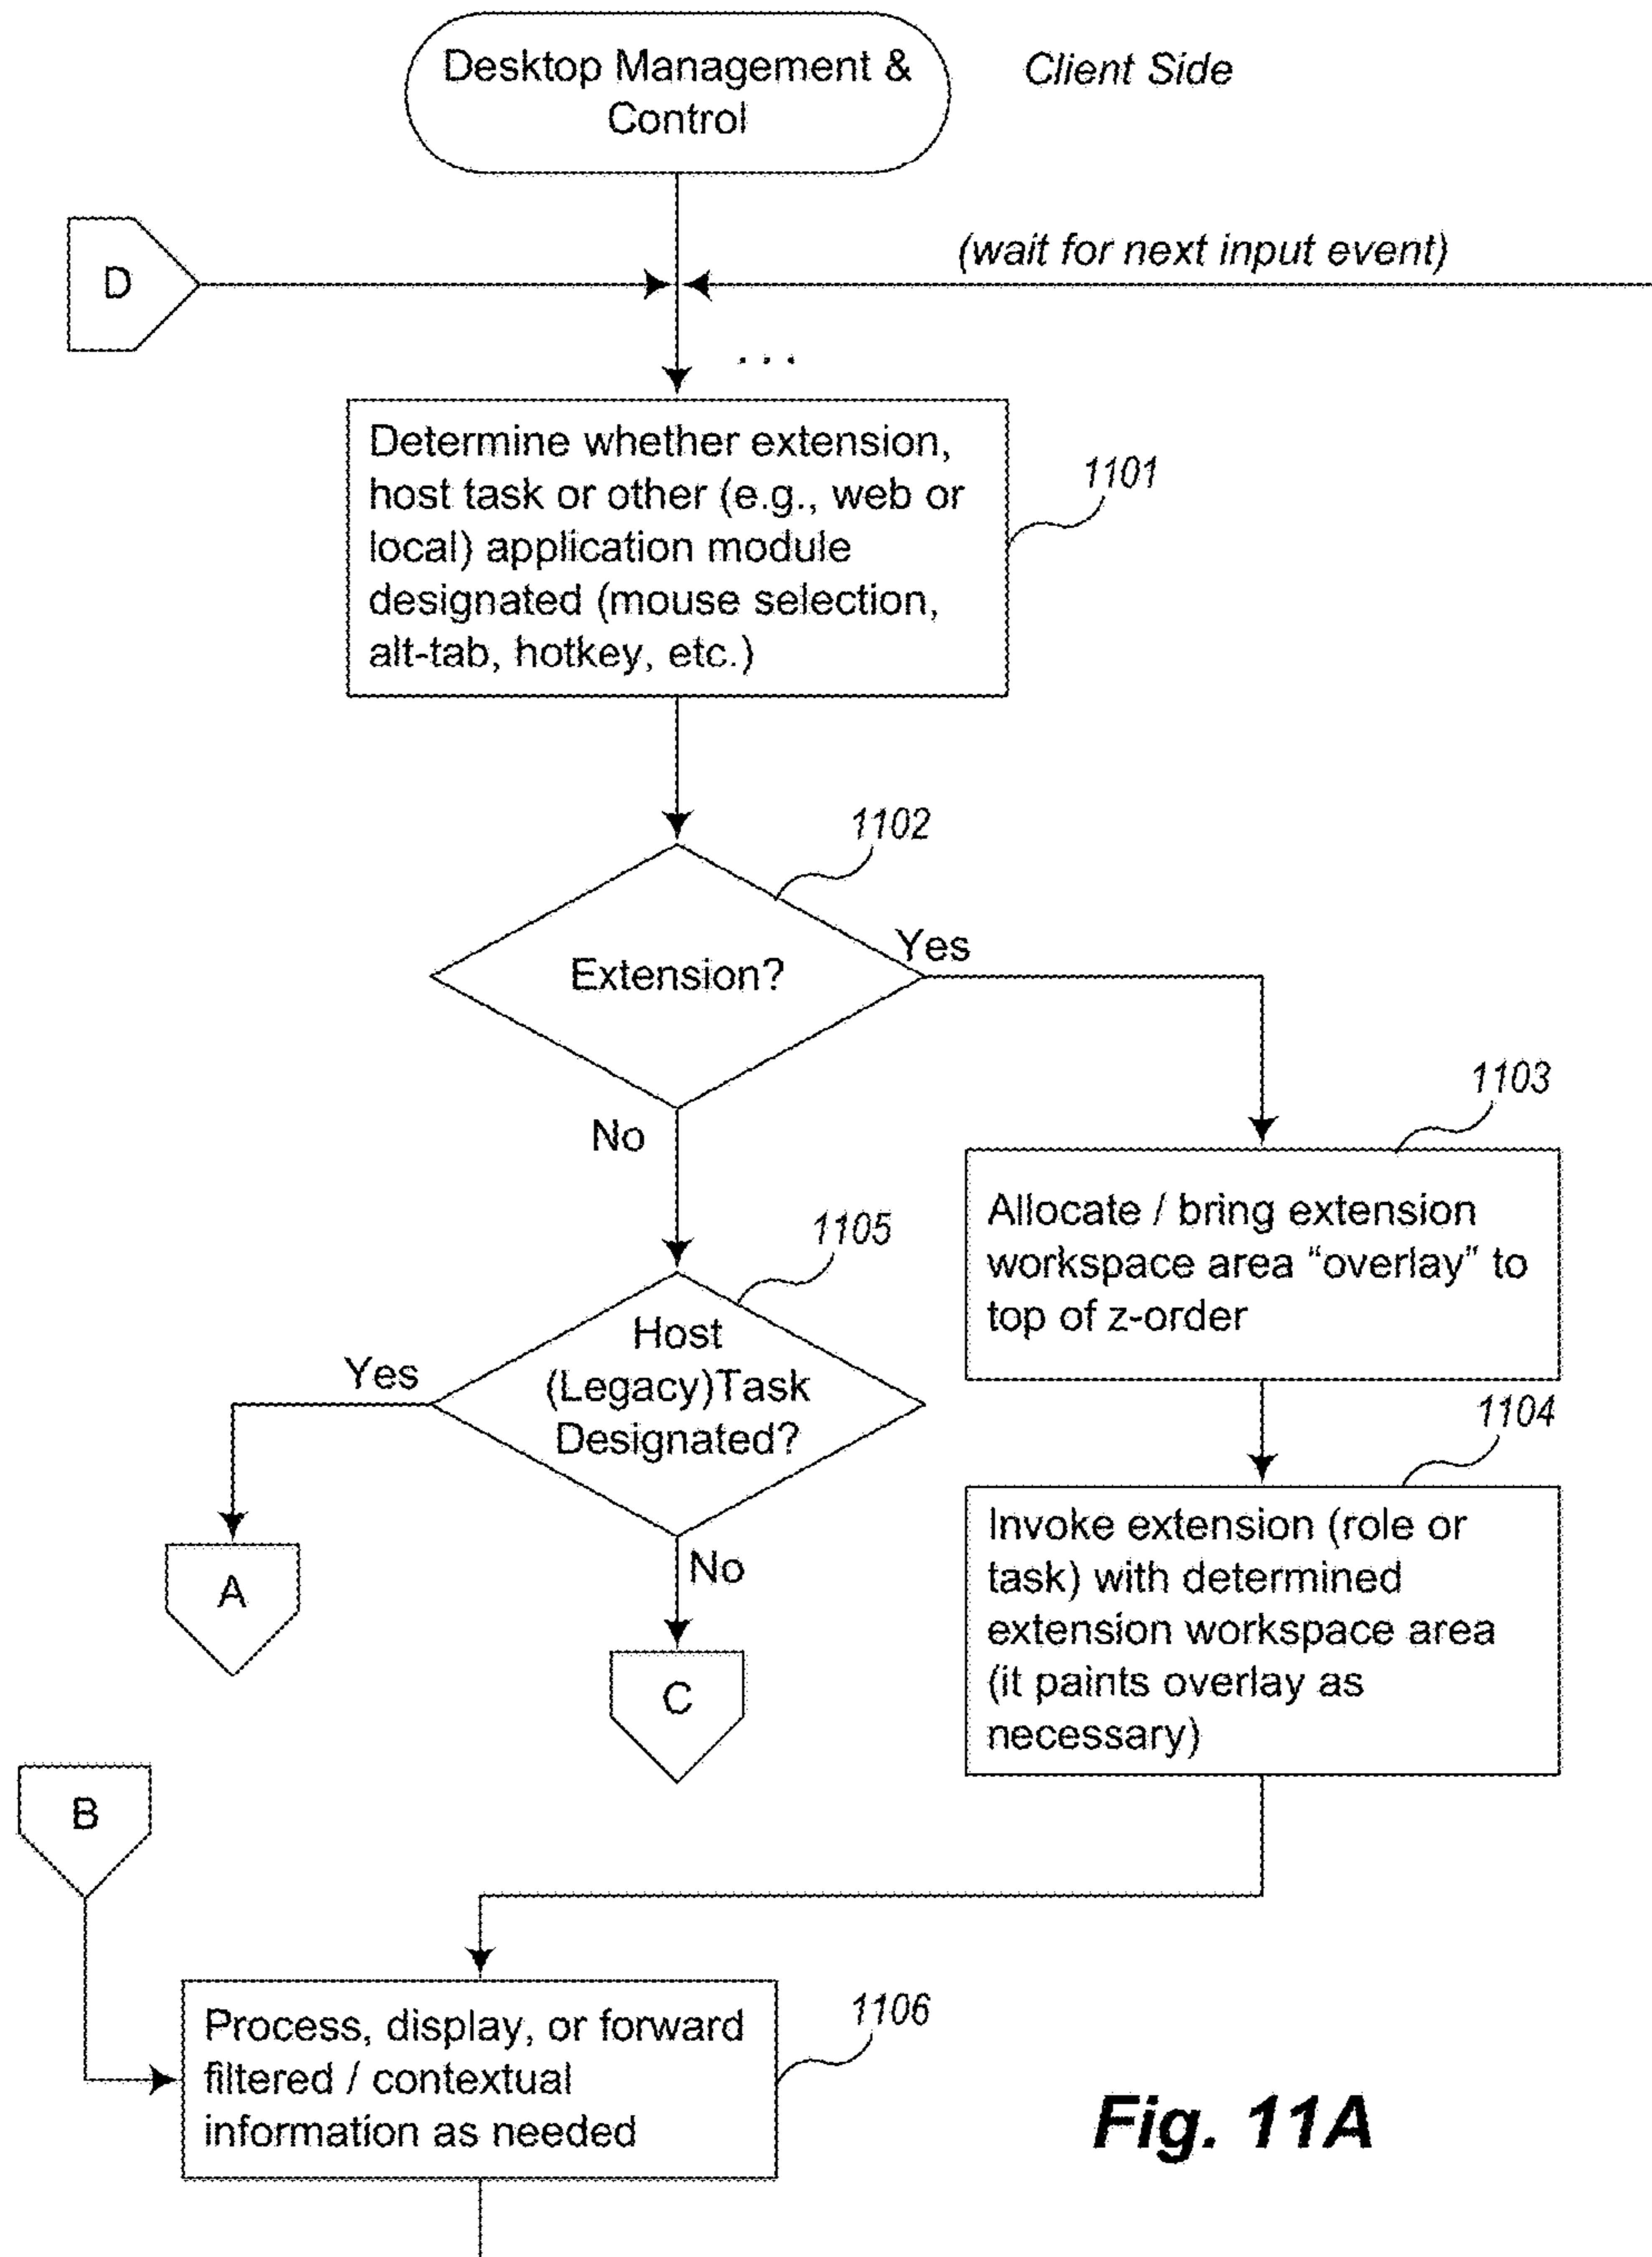 Desktop Management &
Control
Client Side
D
(wait for next input event)
. . .
Determine whether extension,
host task or other (e.g., web or
local) application module
designated (mouse selection,
alt-tab, hotkey, etc.)
1101
1102
Extension?
Yes
No
1103
Allocate / bring extension
workspace area “overlay” to
top of z-order
1105
Host
(Legacy)Task
Designated?
Yes
No
A
C
1104
Invoke extension (role or
task) with determined
extension workspace area
(it paints overlay as
necessary)
B
Process, display, or forward
filtered / contextual
information as needed
1106
Fig. 11A